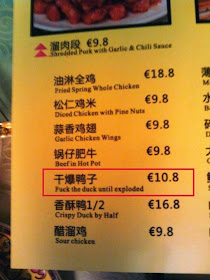 溜肉段 €9.8
Shredded Pork with Garlic & Chili Sauce
油淋全鸡 €18.8
Fried Spring Whole Chicken
松仁鸡米 €9.8
Diced Chicken with Pine Nuts
蒜香鸡翅 €9.8
Garlic Chicken Wings
锅仔肥牛 €9.8
Beef in Hot Pot
干爆鸭子 €10.8
Fuck the duck until exploded
香酥鸭1/2 €16.8
Crispy Duck by Half
醋溜鸡 €9.8
Sour chicken